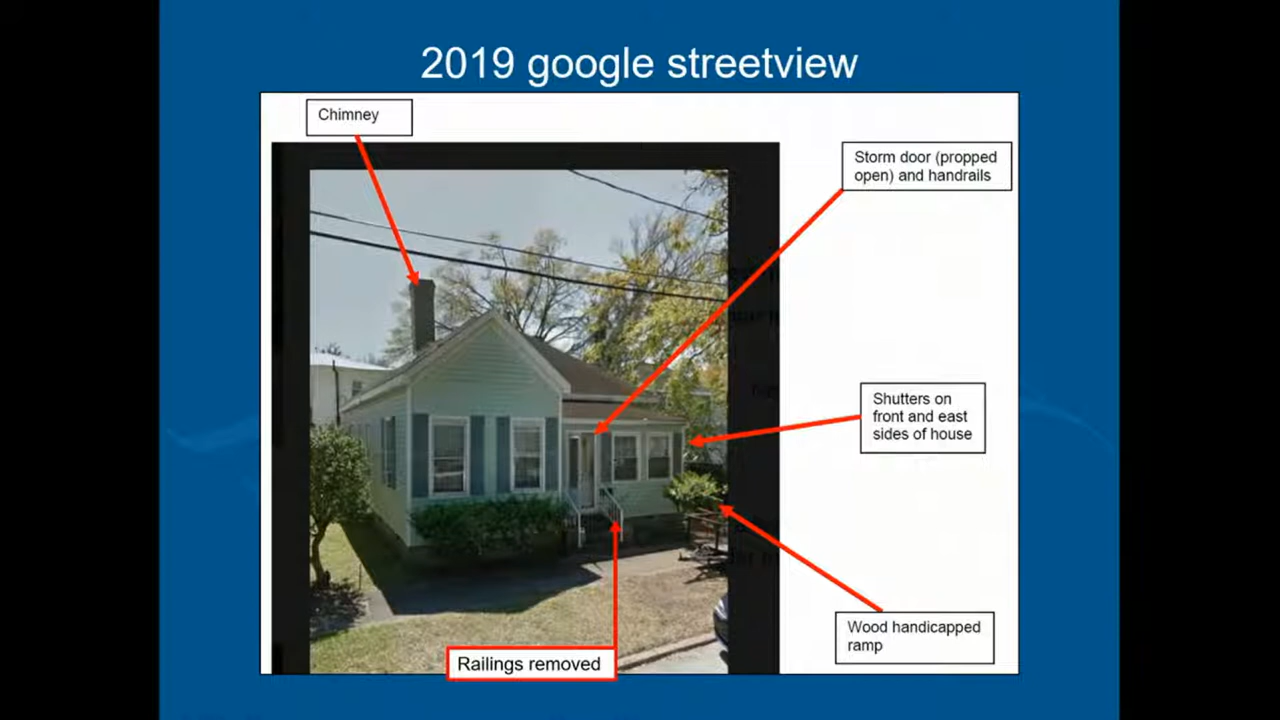 2019 google streetview
Chimney
Storm door (propped
open) and handrails
Shutters on
front and east
sides of house
Wood handicapped
ramp
Railings removed